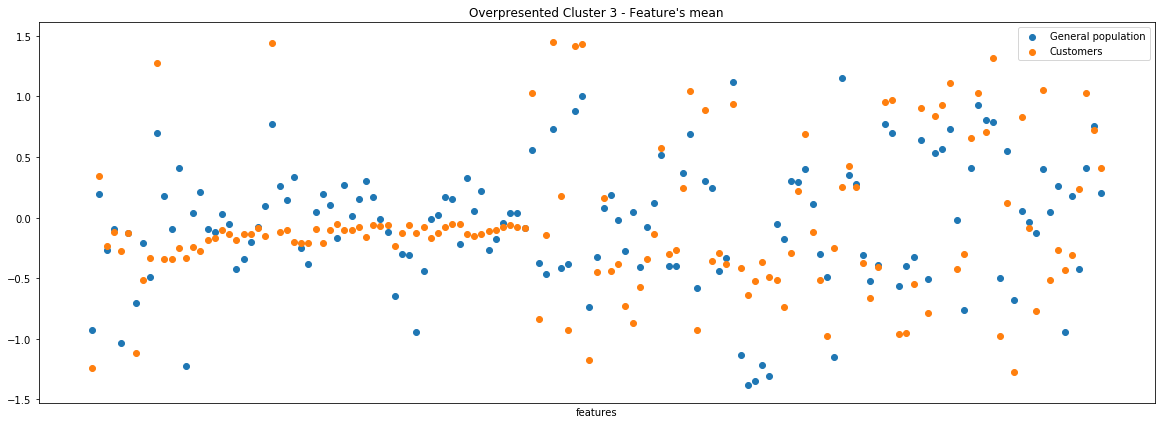 Overpresented Cluster 3 - Feature's mean
General population
Customers
1.5
1.0
0.5
0.0
−0.5
−1.0
−1.5
features